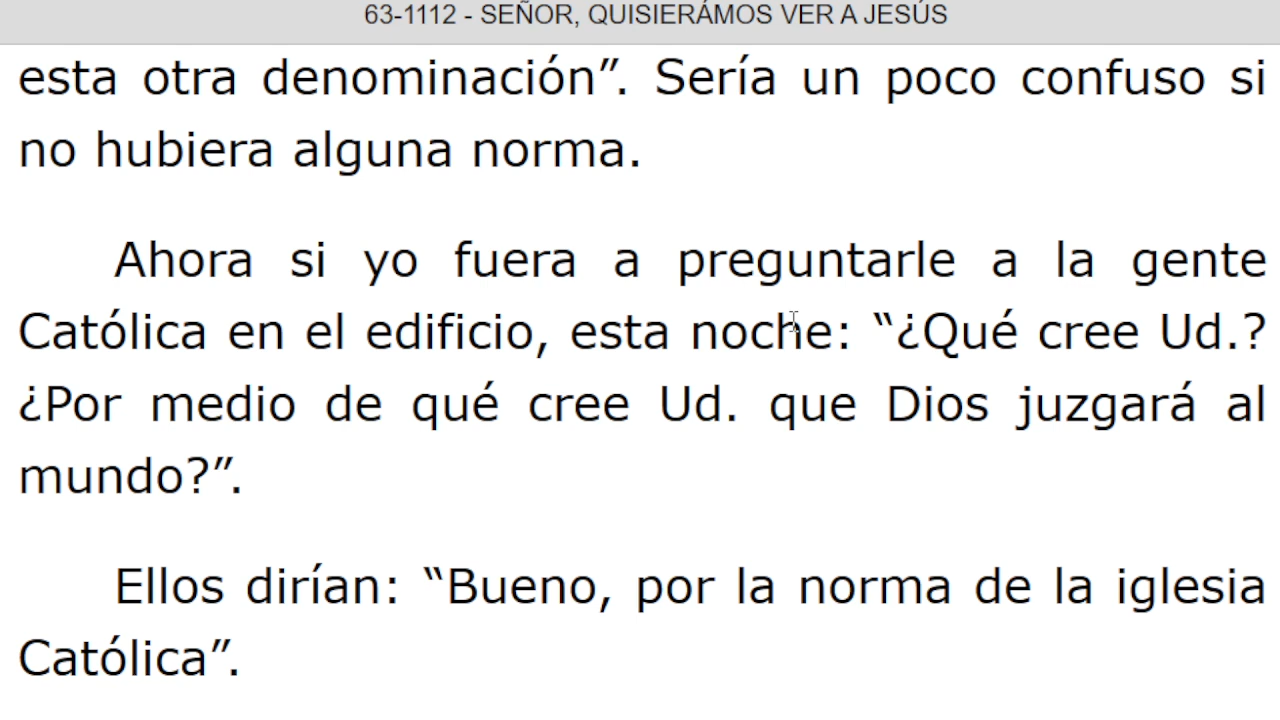 63-1112 - SEÑOR, QUISIERÁMOS VER A JESÚS
esta otra denominación”. Sería un poco confuso si
no hubiera alguna norma.
Ahora si yo fuera a preguntarle a la gente
Católica en el edificio, esta noche: “¿Qué cree Ud.?
¿Por medio de qué cree Ud. que Dios juzgará al
mundo?”.
Ellos dirían: “Bueno, por la norma de la iglesia
Católica”.